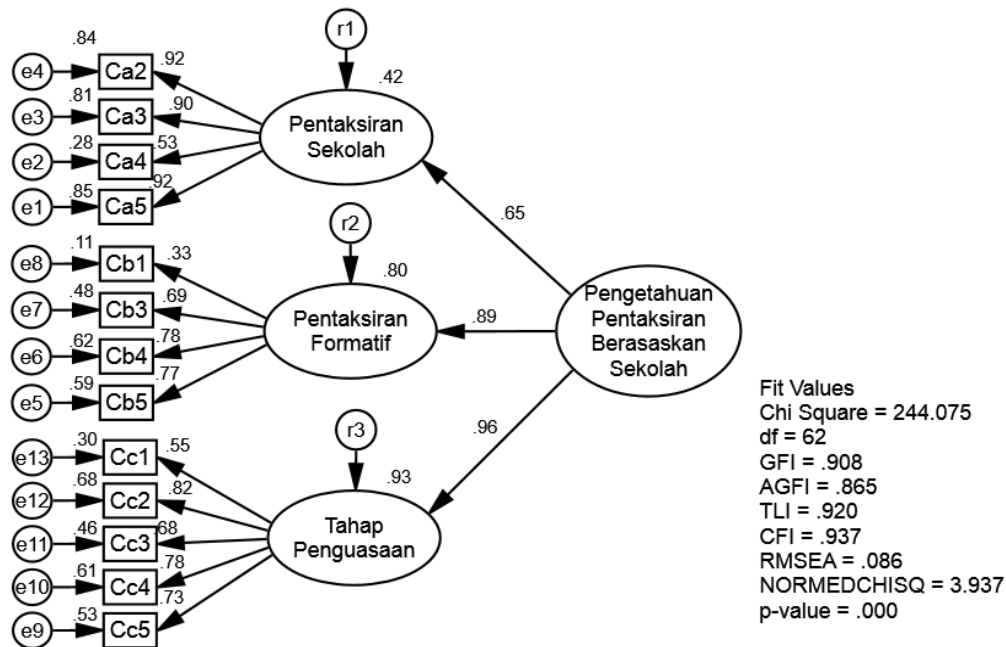 r1
.84
.92
.42
e4
Ca2
.81
.90
e3
Ca3
Pentaksiran
Sekolah
.28
.53
e2
Ca4
.85
.92
e1
Ca5
.65
r2
.11
.33
.80
e8
Cb1
.48
.69
e7
Cb3
Pentaksiran
Formatif
.89
.62
.78
e6
Cb4
.59
.77
e5
Cb5
Pengetahuan
Pentaksiran
Berasaskan
Sekolah
.96
r3
.30
.55
.93
e13
Cc1
.68
.82
e12
Cc2
.46
.68
e11
Cc3
Tahap
Penguasaan
.61
.78
e10
Cc4
.53
.73
e9
Cc5
Fit Values
Chi Square = 244.075
df = 62
GFI = .908
AGFI = .865
TLI = .920
CFI = .937
RMSEA = .086
NORMEDCHISQ = 3.937
p-value = .000